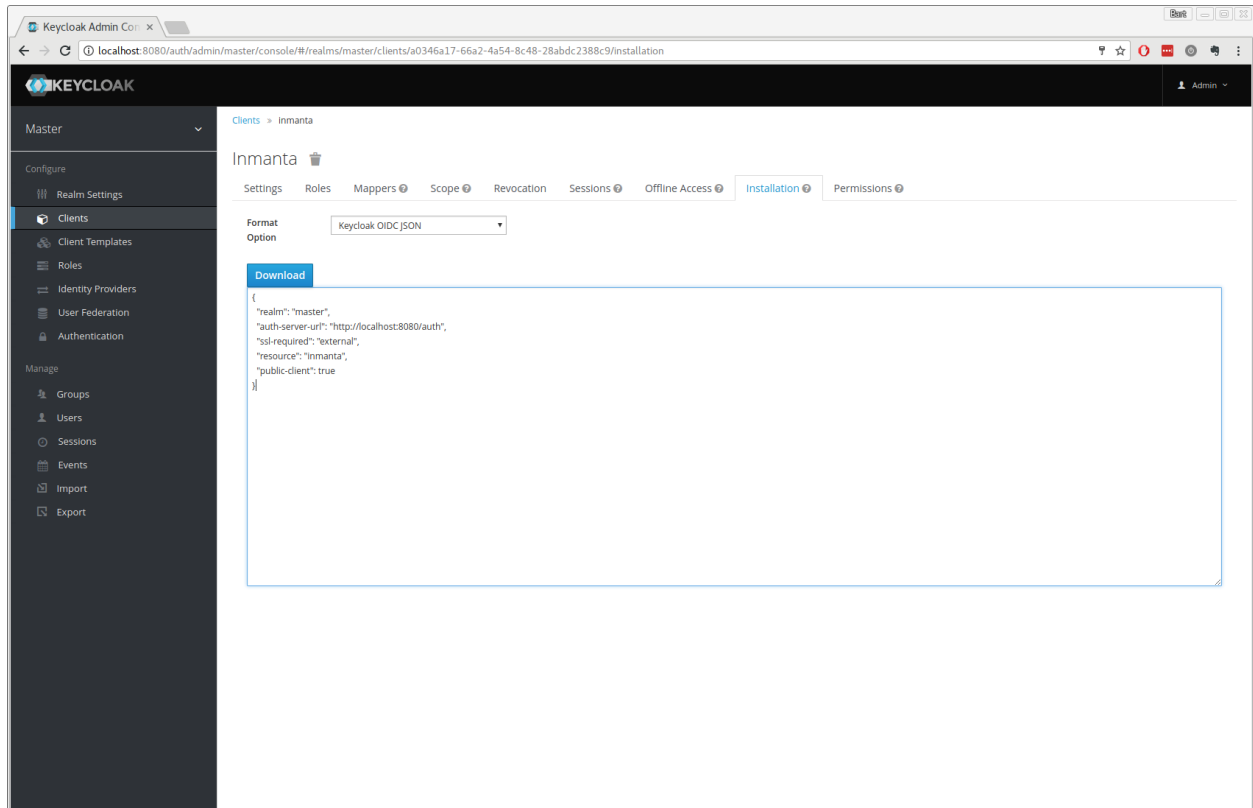 Bart
Keycloak Admin Con
localhost:8080/auth/admin/master/console/#/realms/master/clients/a0346a17-66a2-4a54-8c48-28abdc2388c9/installation
KEYCLOAK
Admin
Master
Clients » inmanta
Inmanta
Configure
Settings Roles Mappers Scope Revocation Sessions Offline Access Installation Permissions
Realm Settings
Clients
Client Templates
Roles
Identity Providers
User Federation
Authentication
Manage
Groups
Users
Sessions
Events
Import
Export
Format
Option
Keycloak OIDC JSON
Download
{
"realm": "master",
"auth-server-url": "http://localhost:8080/auth",
"ssl-required": "external",
"resource": "inmanta",
"public-client": true
}